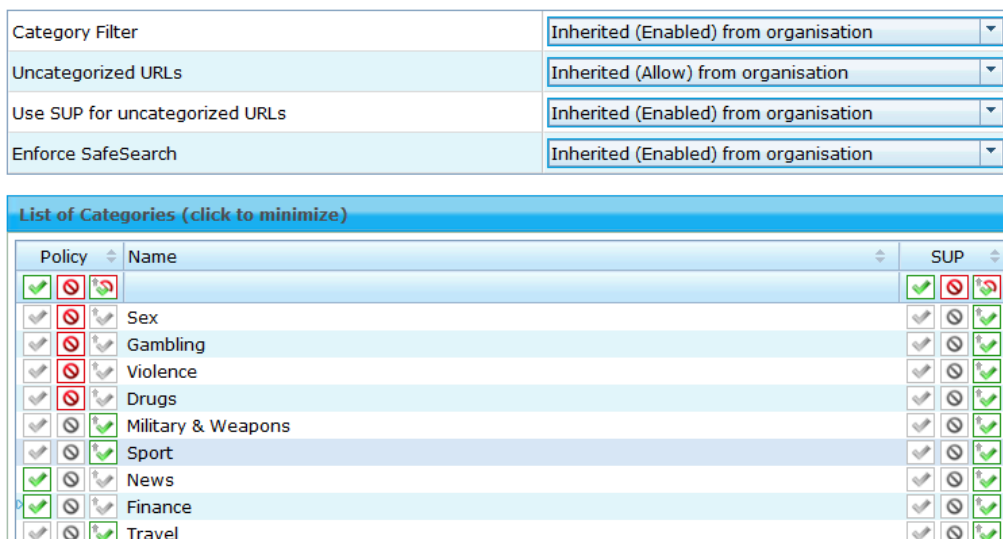 Category Filter Inherited (Enabled) from organisation
Uncategorized URLs Inherited (Allow) from organisation
Use SUP for uncategorized URLs Inherited (Enabled) from organisation
Enforce SafeSearch Inherited (Enabled) from organisation
List of Categories (click to minimize)
Policy Name SUP
Sex
Gambling
Violence
Drugs
Military & Weapons
Sport
News
Finance
Travel